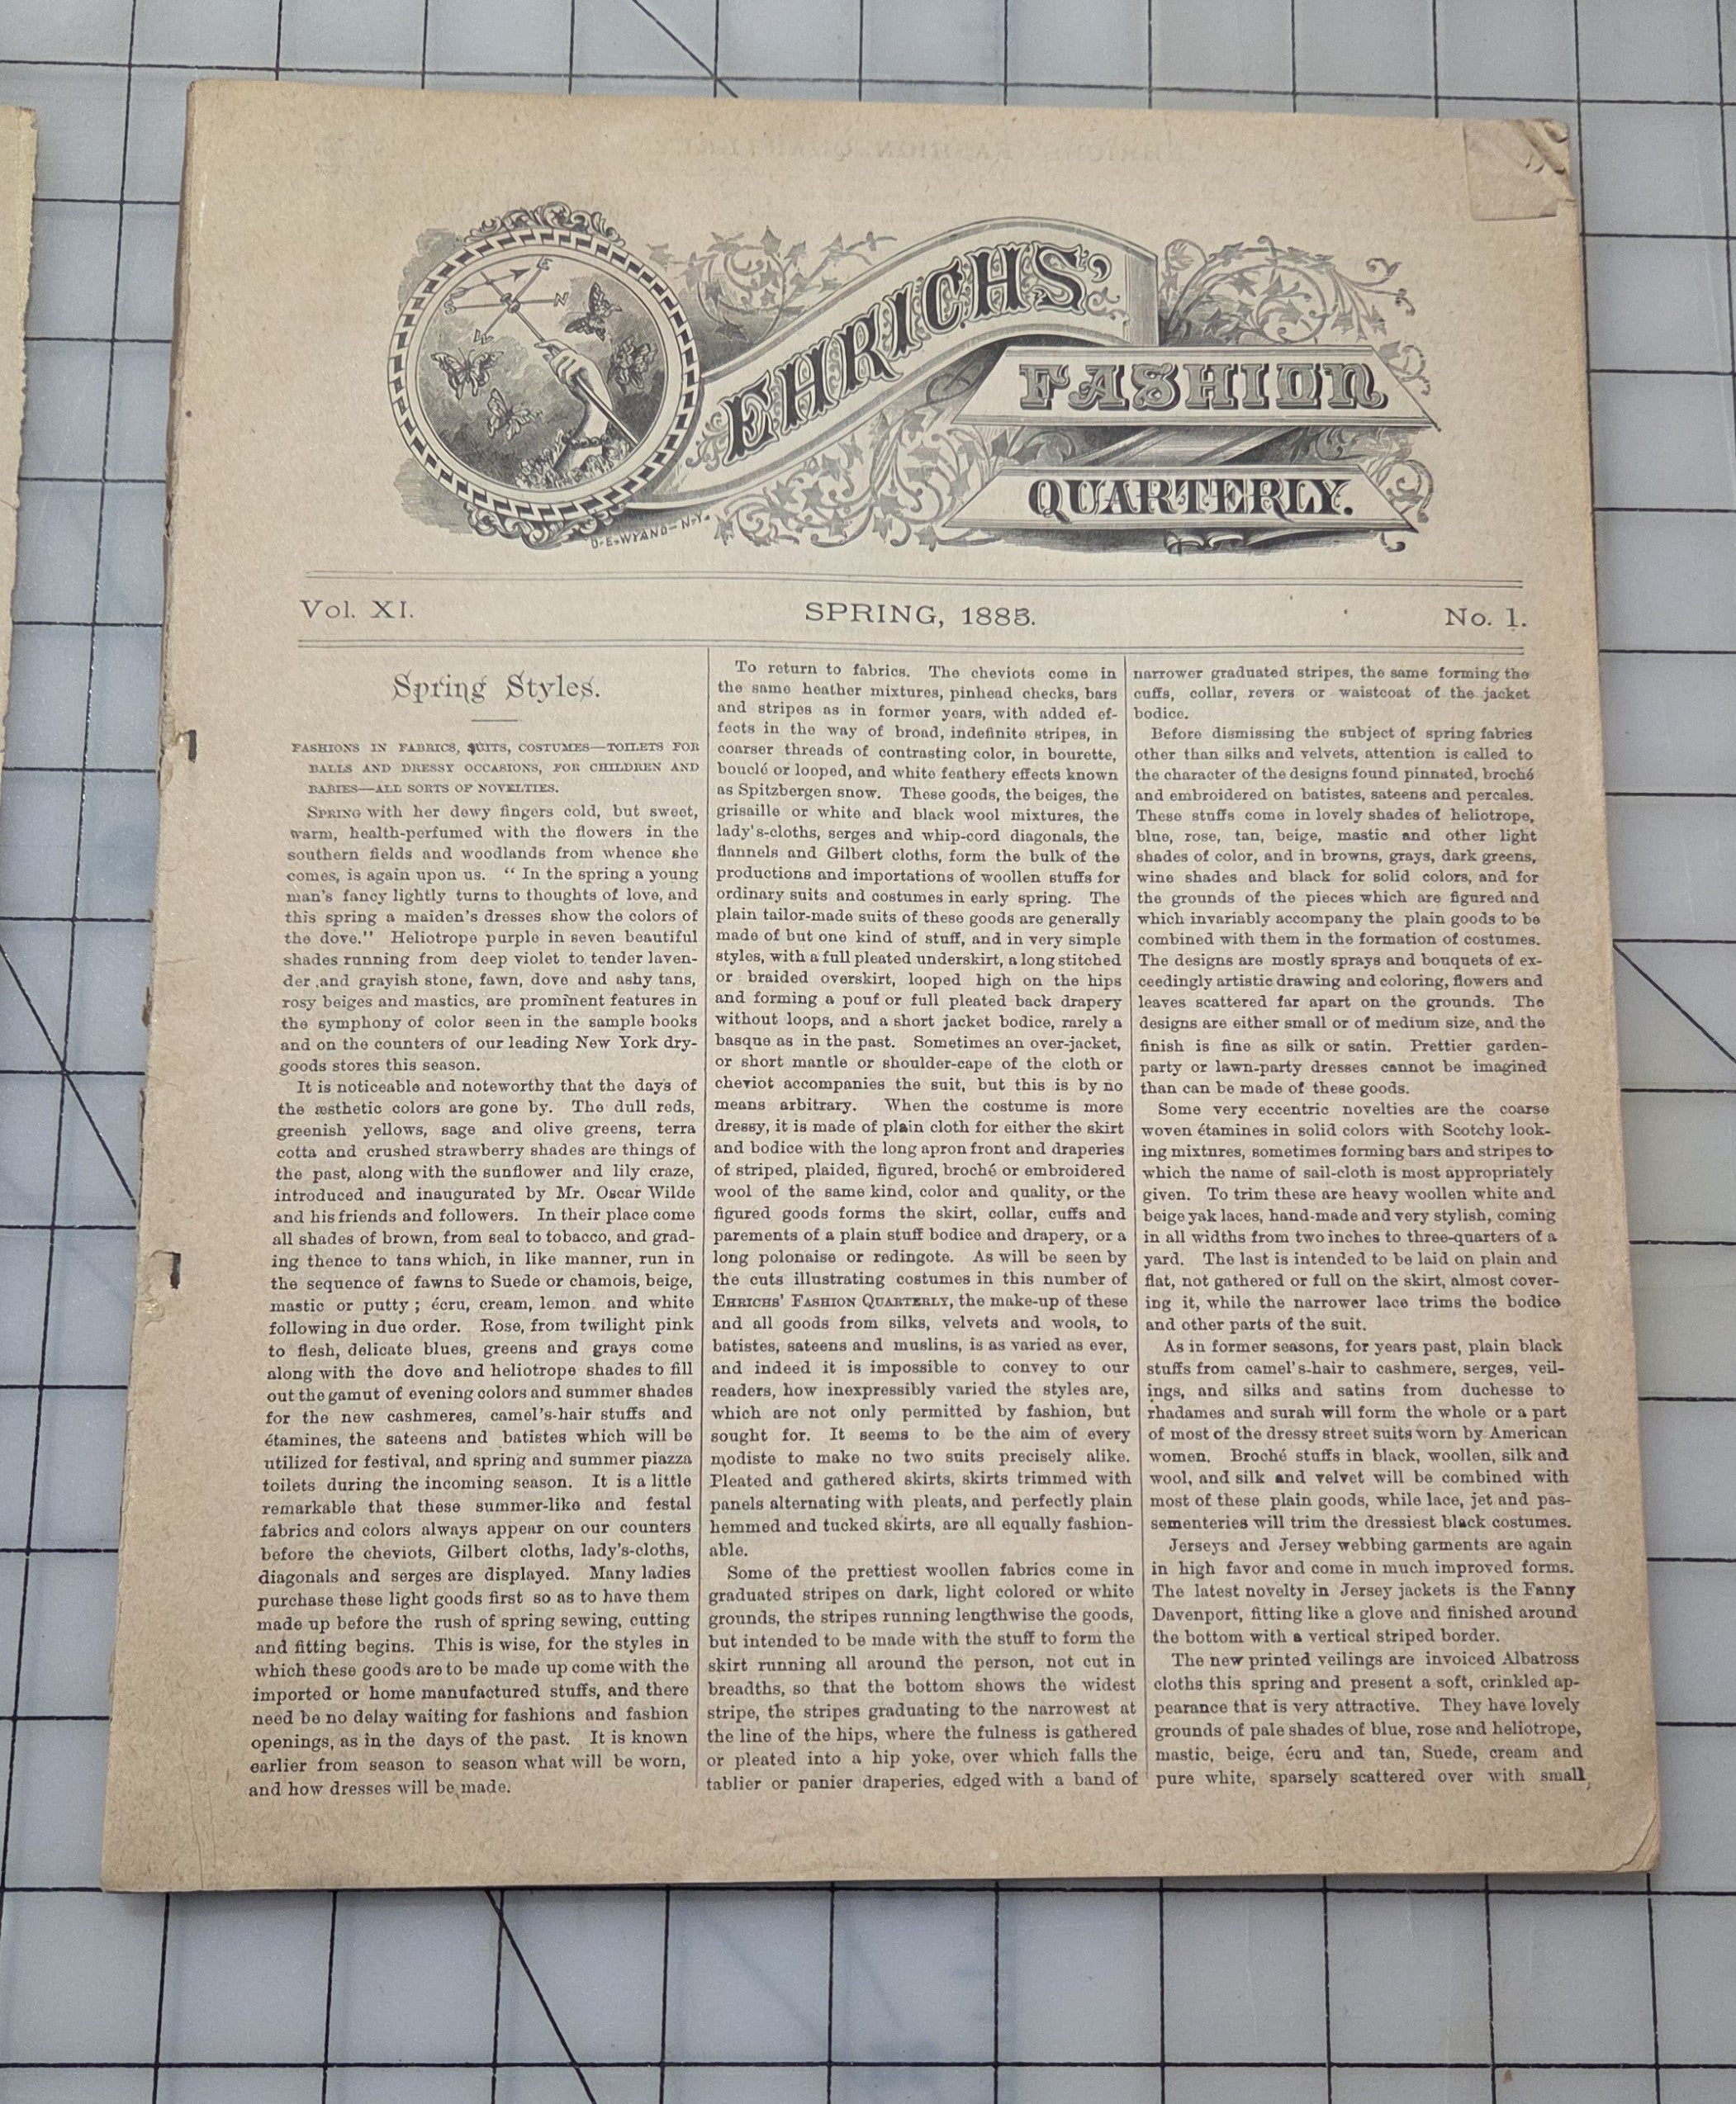 EHRICHS'
FASHION
QUARTERLY.
Vol. XI.
SPRING, 1885.
No. 1.
Spring Styles.
FASHIONS IN FABRICS, SUITS, COSTUMES—TOILETS FOR
BALLS AND DRESSY OCCASIONS, FOR CHILDREN AND
BABIES—ALL SORTS OF NOVELTIES.
SPRING with her dewy fingers cold, but sweet,
warm, health-perfumed with the flowers in the
southern fields and woodlands from whence she
comes, is again upon us. “ In the spring a young
man's fancy lightly turns to thoughts of love, and
this spring a maiden's dresses show the colors of
the dove.” Heliotrope purple in seven beautiful
shades running from deep violet to tender laven-
der and grayish stone, fawn, dove and ashy tans,
rosy beiges and mastics, are prominent features in
the symphony of color seen in the sample books
and on the counters of our leading New York dry-
goods stores this season.
It is noticeable and noteworthy that the days of
the æsthetic colors are gone by. The dull reds,
greenish yellows, sage and olive greens, terra
cotta and crushed strawberry shades are things of
the past, along with the sunflower and lily craze,
introduced and inaugurated by Mr. Oscar Wilde
and his friends and followers. In their place come
all shades of brown, from seal to tobacco, and grad-
ing thence to tans which, in like manner, run in
the sequence of fawns to Suede or chamois, beige,
mastic or putty ; écru, cream, lemon and white
following in due order. Rose, from twilight pink
to flesh, delicate blues, greens and grays come
along with the dove and heliotrope shades to fill
out the gamut of evening colors and summer shades
for the new cashmeres, camel's-hair stuffs and
étamines, the sateens and batistes which will be
utilized for festival, and spring and summer piazza
toilets during the incoming season. It is a little
remarkable that these summer-like and festal
fabrics and colors always appear on our counters
before the cheviots, Gilbert cloths, lady's-cloths,
diagonals and serges are displayed. Many ladies
purchase these light goods first so as to have them
made up before the rush of spring sewing, cutting
and fitting begins. This is wise, for the styles in
which these goods are to be made up come with the
imported or home manufactured stuffs, and there
need be no delay waiting for fashions and fashion
openings, as in the days of the past. It is known
earlier from season to season what will be worn,
and how dresses will be made.
To return to fabrics. The cheviots come in
the same heather mixtures, pinhead checks, bars
and stripes as in former years, with added ef-
fects in the way of broad, indefinite stripes, in
coarser threads of contrasting color, in bourette,
bouclé or looped, and white feathery effects known
as Spitzbergen snow. These goods, the beiges, the
grisaille or white and black wool mixtures, the
lady's-cloths, serges and whip-cord diagonals, the
flannels and Gilbert cloths, form the bulk of the
productions and importations of woollen stuffs for
ordinary suits and costumes in early spring. The
plain tailor-made suits of these goods are generally
made of but one kind of stuff, and in very simple
styles, with a full pleated underskirt, a long stitched
or braided overskirt, looped high on the hips
and forming a pouf or full pleated back drapery
without loops, and a short jacket bodice, rarely a
basque as in the past. Sometimes an over-jacket,
or short mantle or shoulder-cape of the cloth or
cheviot accompanies the suit, but this is by no
means arbitrary. When the costume is more
dressy, it is made of plain cloth for either the skirt
and bodice with the long apron front and draperies
of striped, plaided, figured, broché or embroidered
wool of the same kind, color and quality, or the
figured goods forms the skirt, collar, cuffs and
parements of a plain stuff bodice and drapery, or a
long polonaise or redingote. As will be seen by
the cuts illustrating costumes in this number of
EHRICHS' FASHION QUARTERLY, the make-up of these
and all goods from silks, velvets and wools, to
batistes, sateens and muslins, is as varied as ever,
and indeed it is impossible to convey to our
readers, how inexpressibly varied the styles are,
which are not only permitted by fashion, but
sought for. It seems to be the aim of every
modiste to make no two suits precisely alike.
Pleated and gathered skirts, skirts trimmed with
panels alternating with pleats, and perfectly plain
hemmed and tucked skirts, are all equally fashion-
able.
Some of the prettiest woollen fabrics come in
graduated stripes on dark, light colored or white
grounds, the stripes running lengthwise the goods,
but intended to be made with the stuff to form the
skirt running all around the person, not cut in
breadths, so that the bottom shows the widest
stripe, the stripes graduating to the narrowest at
the line of the hips, where the fulness is gathered
or pleated into a hip yoke, over which falls the
tablier or panier draperies, edged with a band of
narrower graduated stripes, the same forming the
cuffs, collar, revers or waistcoat of the jacket
bodice.
Before dismissing the subject of spring fabrics
other than silks and velvets, attention is called to
the character of the designs found pinnated, broché
and embroidered on batistes, sateens and percales.
These stuffs come in lovely shades of heliotrope,
blue, rose, tan, beige, mastic and other light
shades of color, and in browns, grays, dark greens,
wine shades and black for solid colors, and for
the grounds of the pieces which are figured and
which invariably accompany the plain goods to be
combined with them in the formation of costumes.
The designs are mostly sprays and bouquets of ex-
ceedingly artistic drawing and coloring, flowers and
leaves scattered far apart on the grounds. The
designs are either small or of medium size, and the
finish is fine as silk or satin. Prettier garden-
party or lawn-party dresses cannot be imagined
than can be made of these goods.
Some very eccentric novelties are the coarse
woven étamines in solid colors with Scotchy look-
ing mixtures, sometimes forming bars and stripes to
which the name of sail-cloth is most appropriately
given. To trim these are heavy woollen white and
beige yak laces, hand-made and very stylish, coming
in all widths from two inches to three-quarters of a
yard. The last is intended to be laid on plain and
flat, not gathered or full on the skirt, almost cover-
ing it, while the narrower lace trims the bodice
and other parts of the suit.
As in former seasons, for years past, plain black
stuffs from camel's-hair to cashmere, serges, veil-
ings, and silks and satins from duchesse to
rhadames and surah will form the whole or a part
of most of the dressy street suits worn by American
women. Broché stuffs in black, woollen, silk and
wool, and silk and velvet will be combined with
most of these plain goods, while lace, jet and pas-
sementeries will trim the dressiest black costumes.
Jerseys and Jersey webbing garments are again
in high favor and come in much improved forms.
The latest novelty in Jersey jackets is the Fanny
Davenport, fitting like a glove and finished around
the bottom with a vertical striped border.
The new printed veilings are invoiced Albatross
cloths this spring and present a soft, crinkled ap-
pearance that is very attractive. They have lovely
grounds of pale shades of blue, rose and heliotrope,
mastic, beige, écru and tan, Suede, cream and
pure white, sparsely scattered over with small